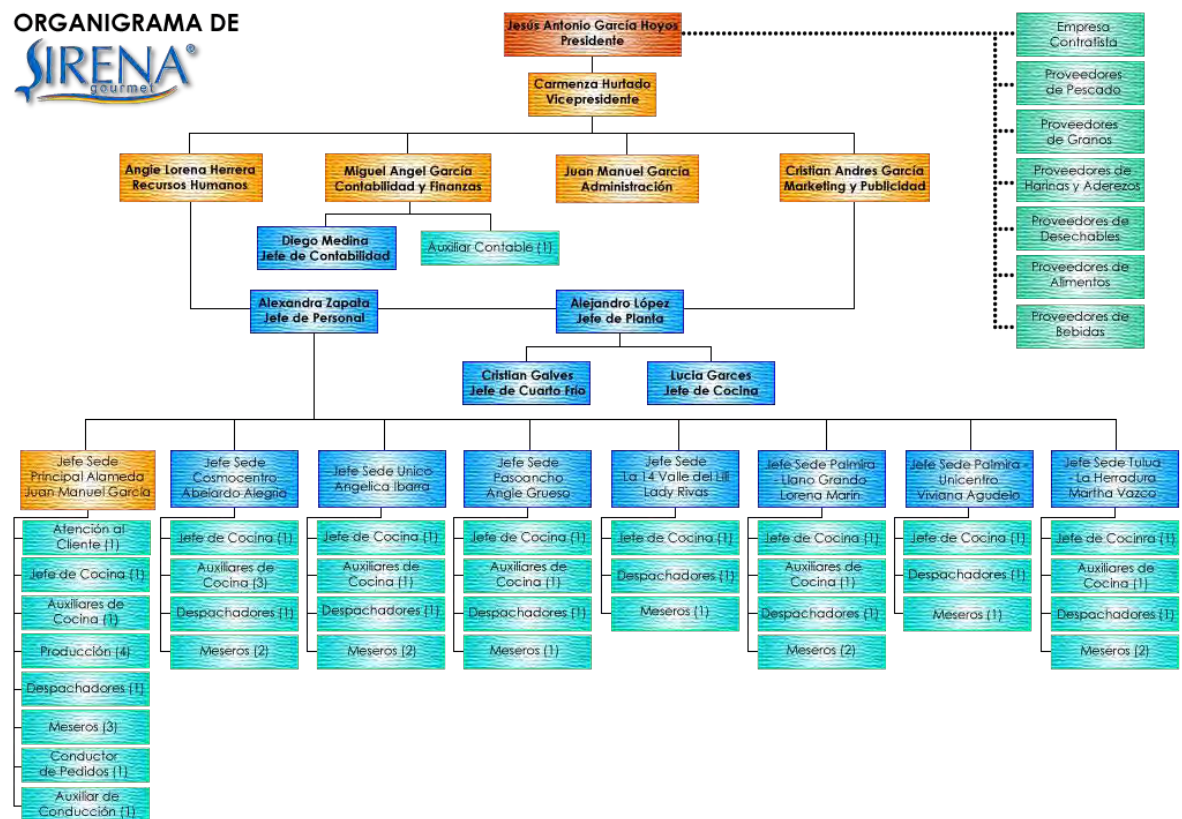 ORGANIGRAMA DE
SIRENA®
gourmet
Jesús Antonio García Hoyos
Presidente
Carmenza Hurtado
Vicepresidente
Angie Lorena Herrera
Recursos Humanos
Miguel Angel García
Contabilidad y Finanzas
Juan Manuel García
Administración
Cristian Andres García
Marketing y Publicidad
Diego Medina
Jefe de Contabilidad
Auxiliar Contable (1)
Alexandra Zapata
Jefe de Personal
Alejandro López
Jefe de Planta
Cristian Galves
Jefe de Cuarto Frío
Lucia Garces
Jefe de Cocina
Empresa
Contratista
Proveedores
de Pescado
Proveedores
de Granos
Proveedores de
Harinas y Aderezos
Proveedores de
Desechables
Proveedores de
Alimentos
Proveedores de
Bebidas
Jefe Sede
Principal Alameda
Juan Manuel García
Atención al
Cliente (1)
Jefe de Cocina (1)
Auxiliares de
Cocina (1)
Producción (4)
Despachadores (1)
Meseros (3)
Conductor
de Pedidos (1)
Auxiliar de
Conducción (1)
Jefe Sede
Cosmocentro
Abelardo Alegria
Jefe de Cocina (1)
Auxiliares de
Cocina (3)
Despachadores (1)
Meseros (2)
Jefe Sede Unico
Angelica Ibarra
Jefe de Cocina (1)
Auxiliares de
Cocina (1)
Despachadores (1)
Meseros (2)
Jefe Sede
Pasoancho
Angie Grueso
Jefe de Cocina (1)
Auxiliares de
Cocina (1)
Despachadores (1)
Meseros (1)
Jefe Sede
La 14 Valle del Lili
Lady Rivas
Jefe de Cocina (1)
Despachadores (1)
Meseros (1)
Jefe Sede Palmira
- Llano Grando
Lorena Marin
Jefe de Cocina (1)
Auxiliares de
Cocina (1)
Despachadores (1)
Meseros (2)
Jefe Sede Palmira -
Unicentro
Viviana Agudelo
Jefe de Cocina (1)
Despachadores (1)
Meseros (1)
Jefe Sede Tulua
- La Herradura
Martha Vazco
Jefe de Cocinra (1)
Auxiliares de
Cocina (1)
Despachadores (1)
Meseros (2)